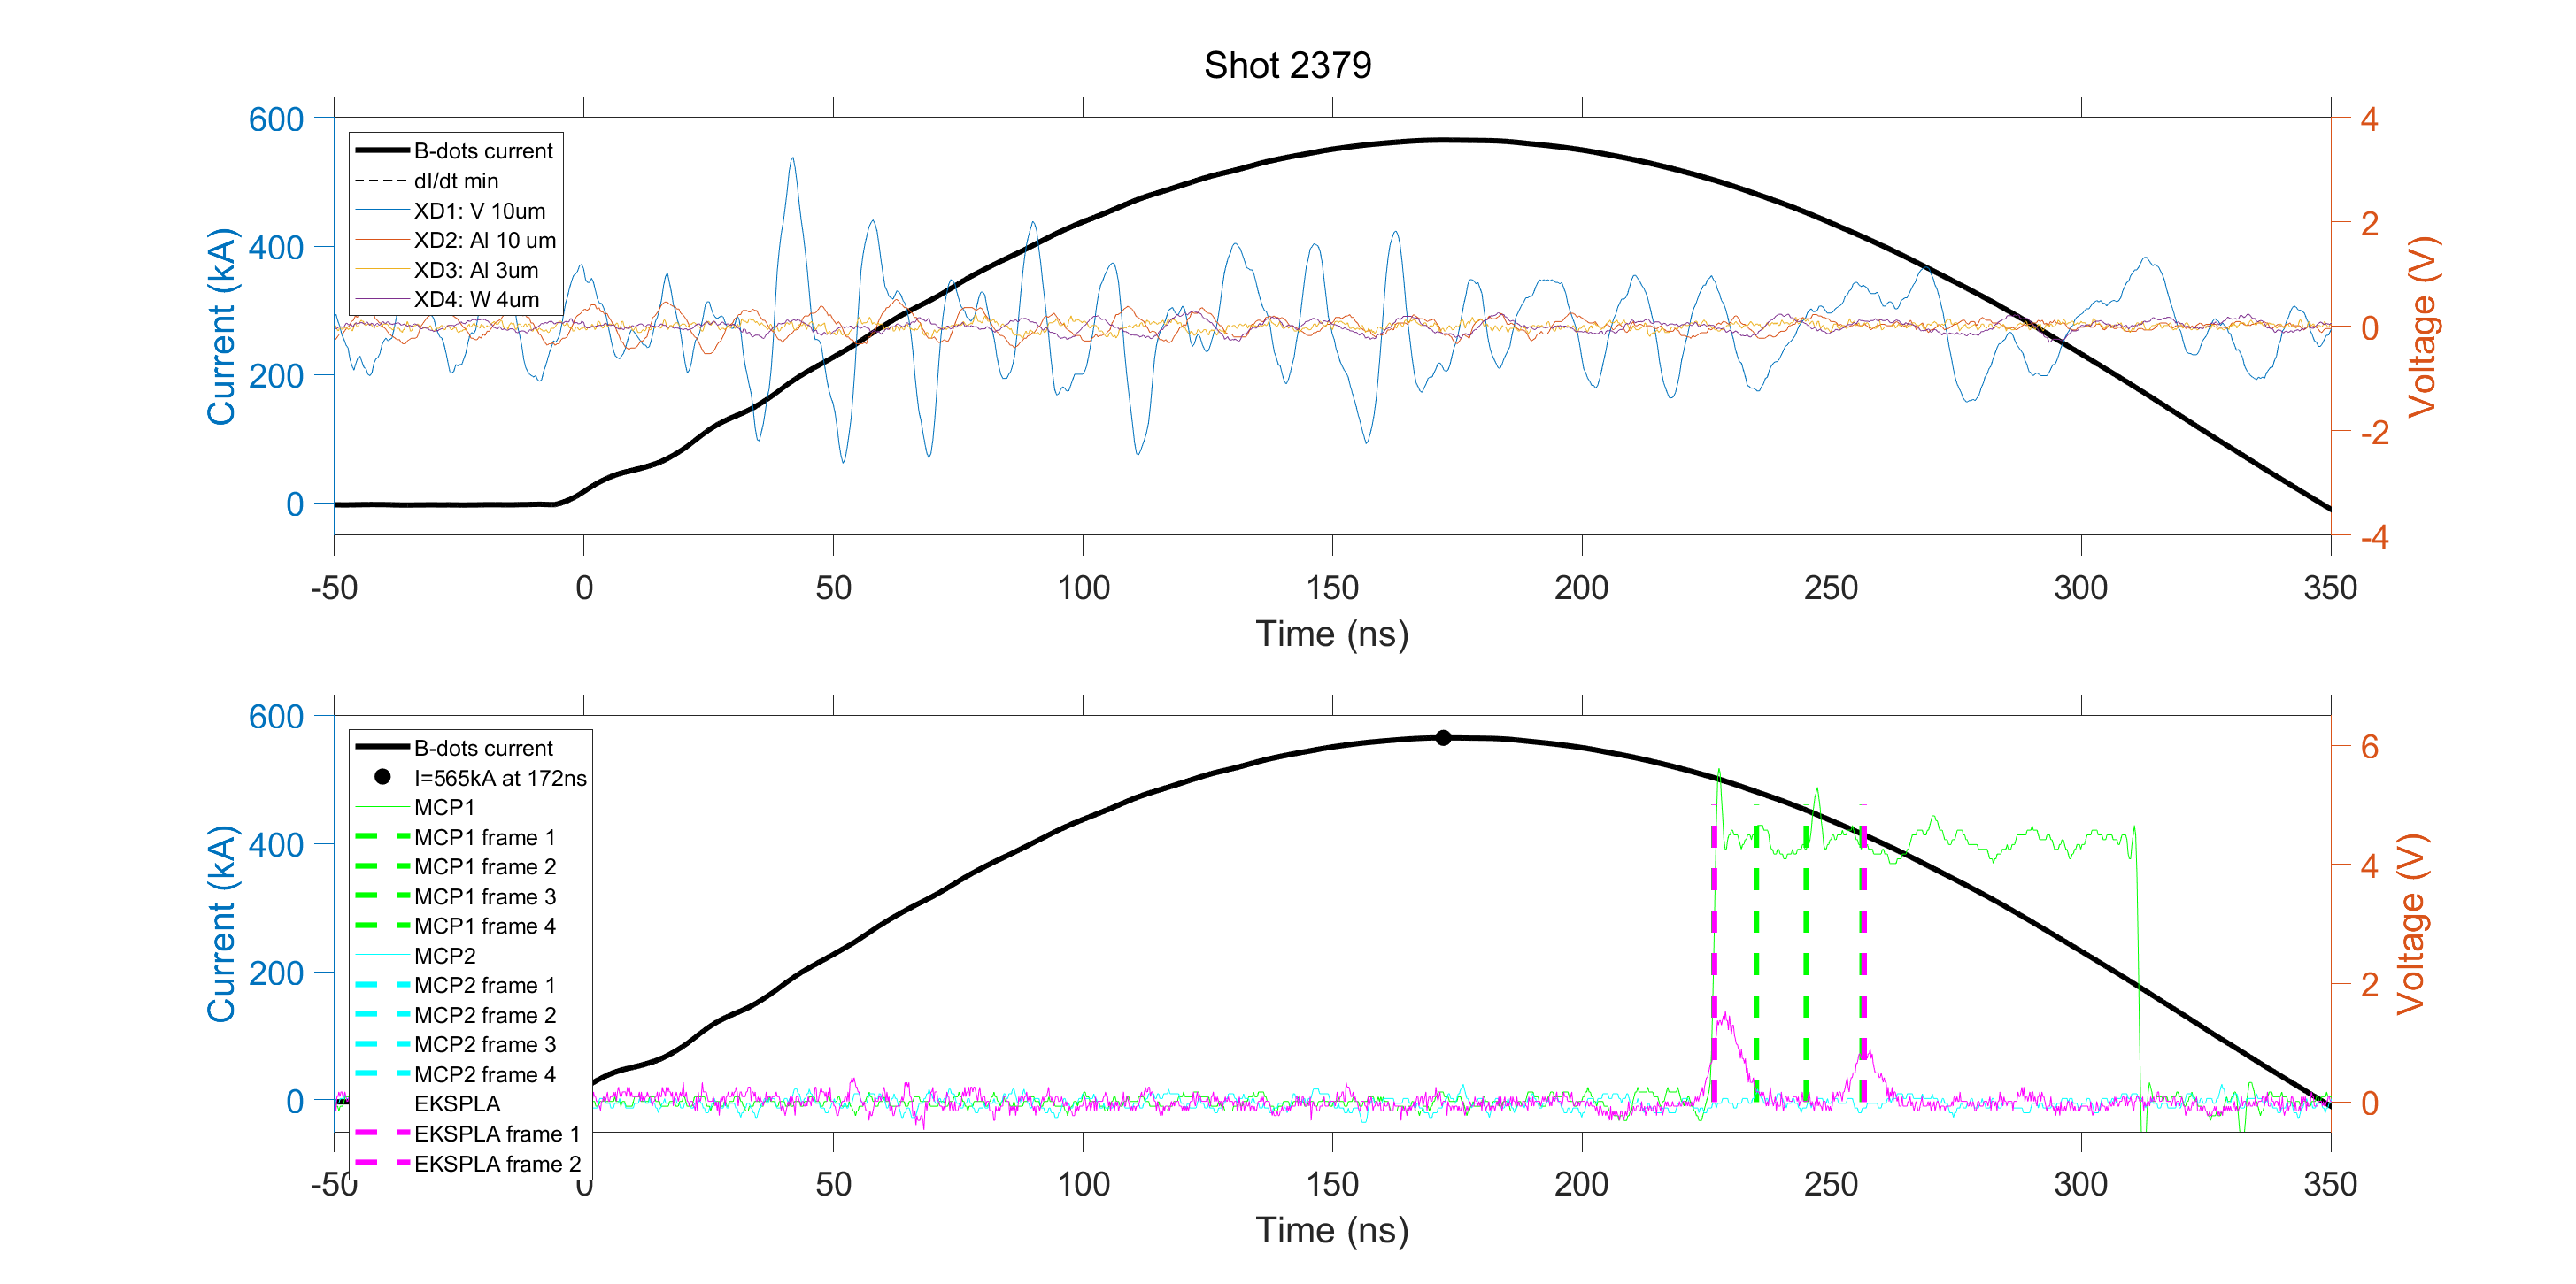 Shot 2379
600
400
200
0
Current (kA)
4
2
0
-2
-4
Voltage (V)
B-dots current
dI/dt min
XD1: V 10um
XD2: Al 10 um
XD3: Al 3um
XD4: W 4um
-50 0 50 100 150 200 250 300 350
Time (ns)
600
400
200
0
Current (kA)
6
4
2
0
Voltage (V)
B-dots current
I=565kA at 172ns
MCP1
MCP1 frame 1
MCP1 frame 2
MCP1 frame 3
MCP1 frame 4
MCP2
MCP2 frame 1
MCP2 frame 2
MCP2 frame 3
MCP2 frame 4
EKSPLA
EKSPLA frame 1
EKSPLA frame 2
-50 0 50 100 150 200 250 300 350
Time (ns)